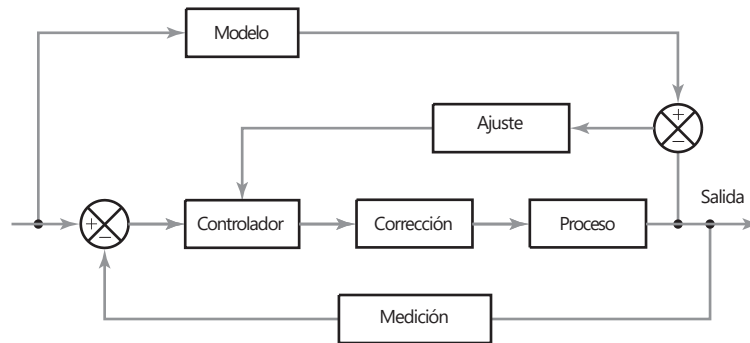 Modelo
+
−
Ajuste
Salida
+
−
Controlador
Corrección
Proceso
Medición